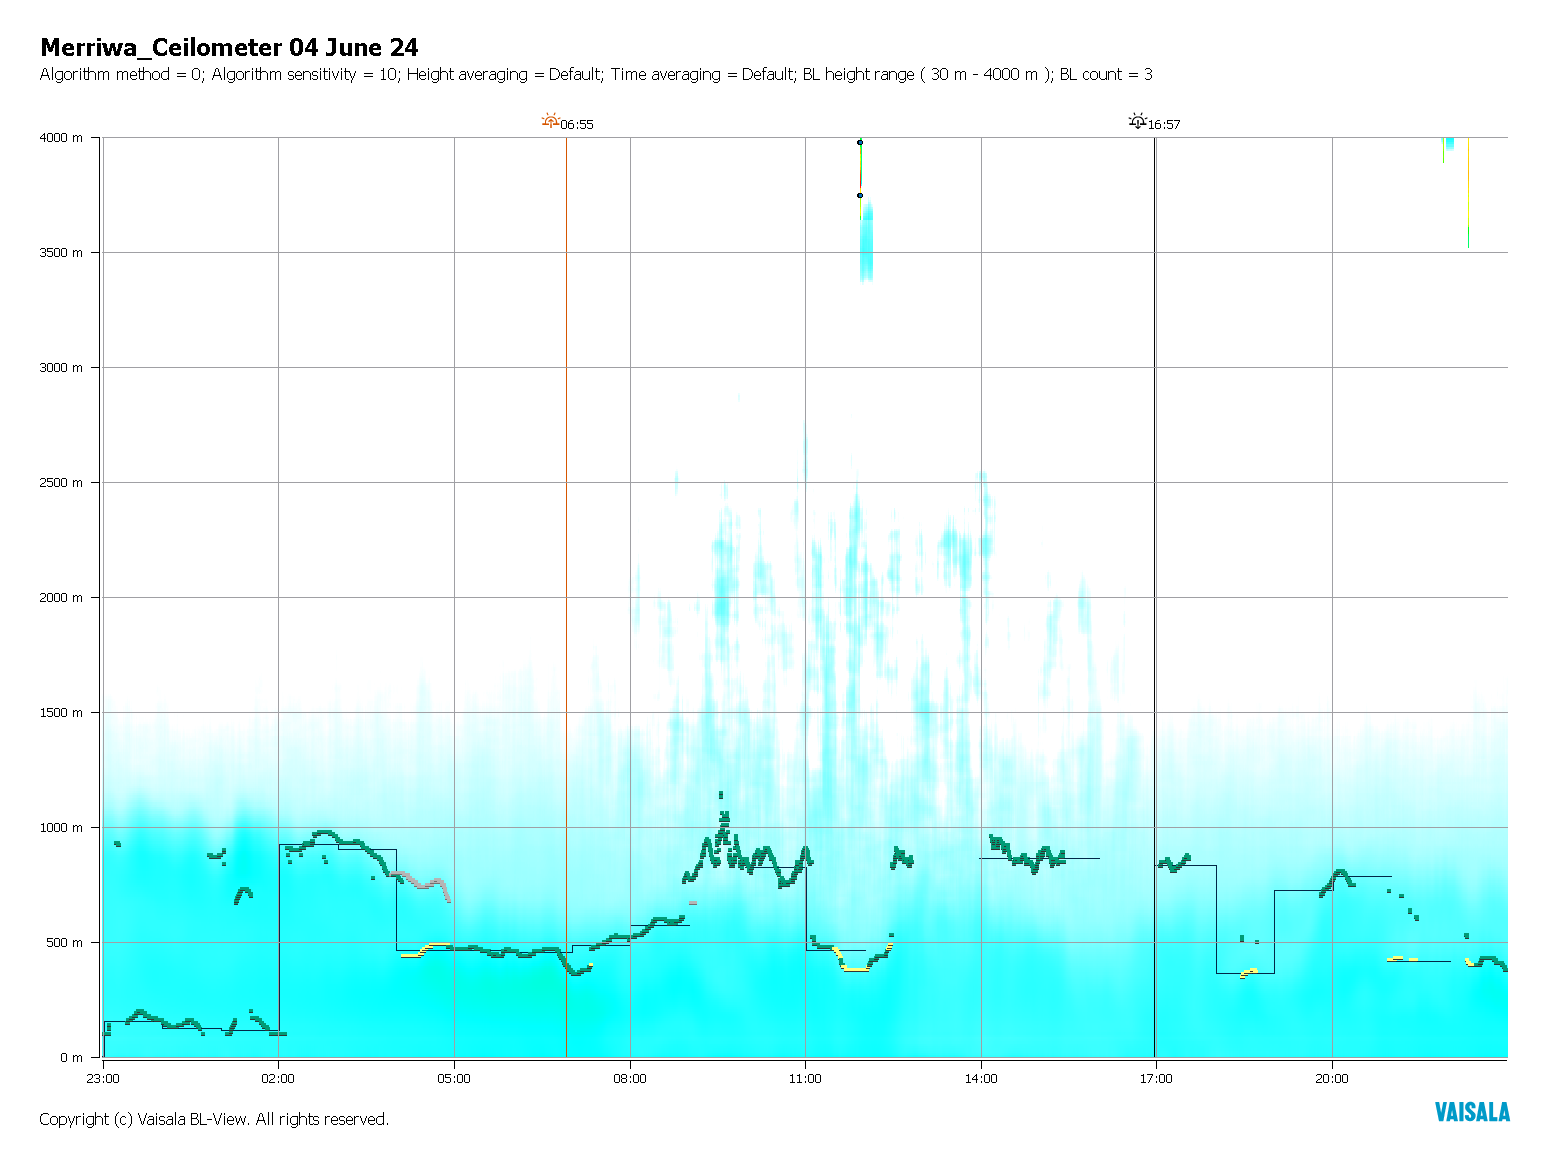 Merriwa_Ceilometer 04 June 24
Algorithm method = 0; Algorithm sensitivity = 10; Height averaging = Default; Time averaging = Default; BL height range ( 30 m - 4000 m ); BL count = 3
06:55
16:57
4000 m
3500 m
3000 m
2500 m
2000 m
1500 m
1000 m
500 m
0 m
23:00 02:00 05:00 08:00 11:00 14:00 17:00 20:00
Copyright (c) Vaisala BL-View. All rights reserved.
VAISALA